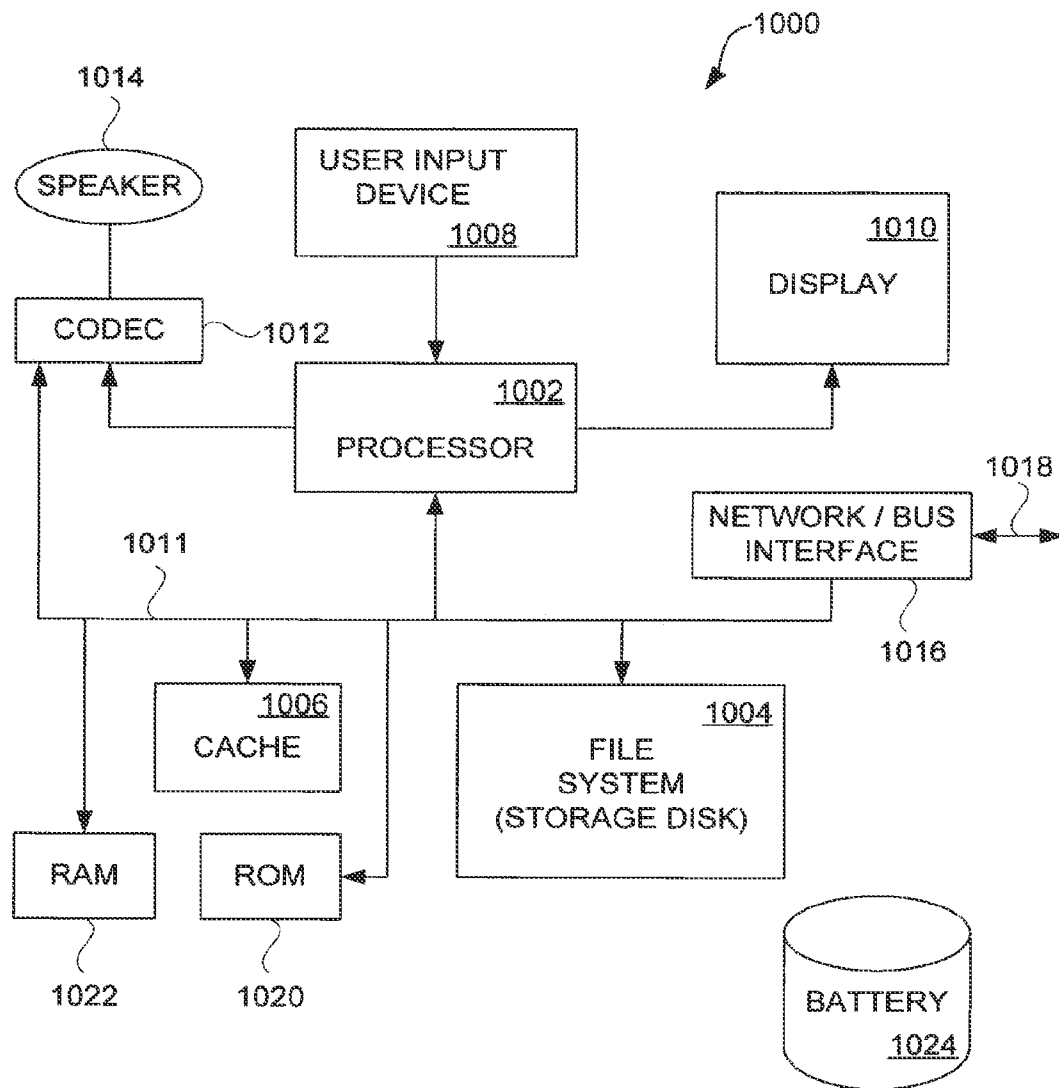 1000
1014
SPEAKER
USER INPUT
DEVICE
1008
1010
DISPLAY
CODEC
1012
1002
PROCESSOR
1018
NETWORK / BUS
INTERFACE
1011
1016
1006
CACHE
1004
FILE
SYSTEM
(STORAGE DISK)
RAM
ROM
1022
1020
BATTERY
1024